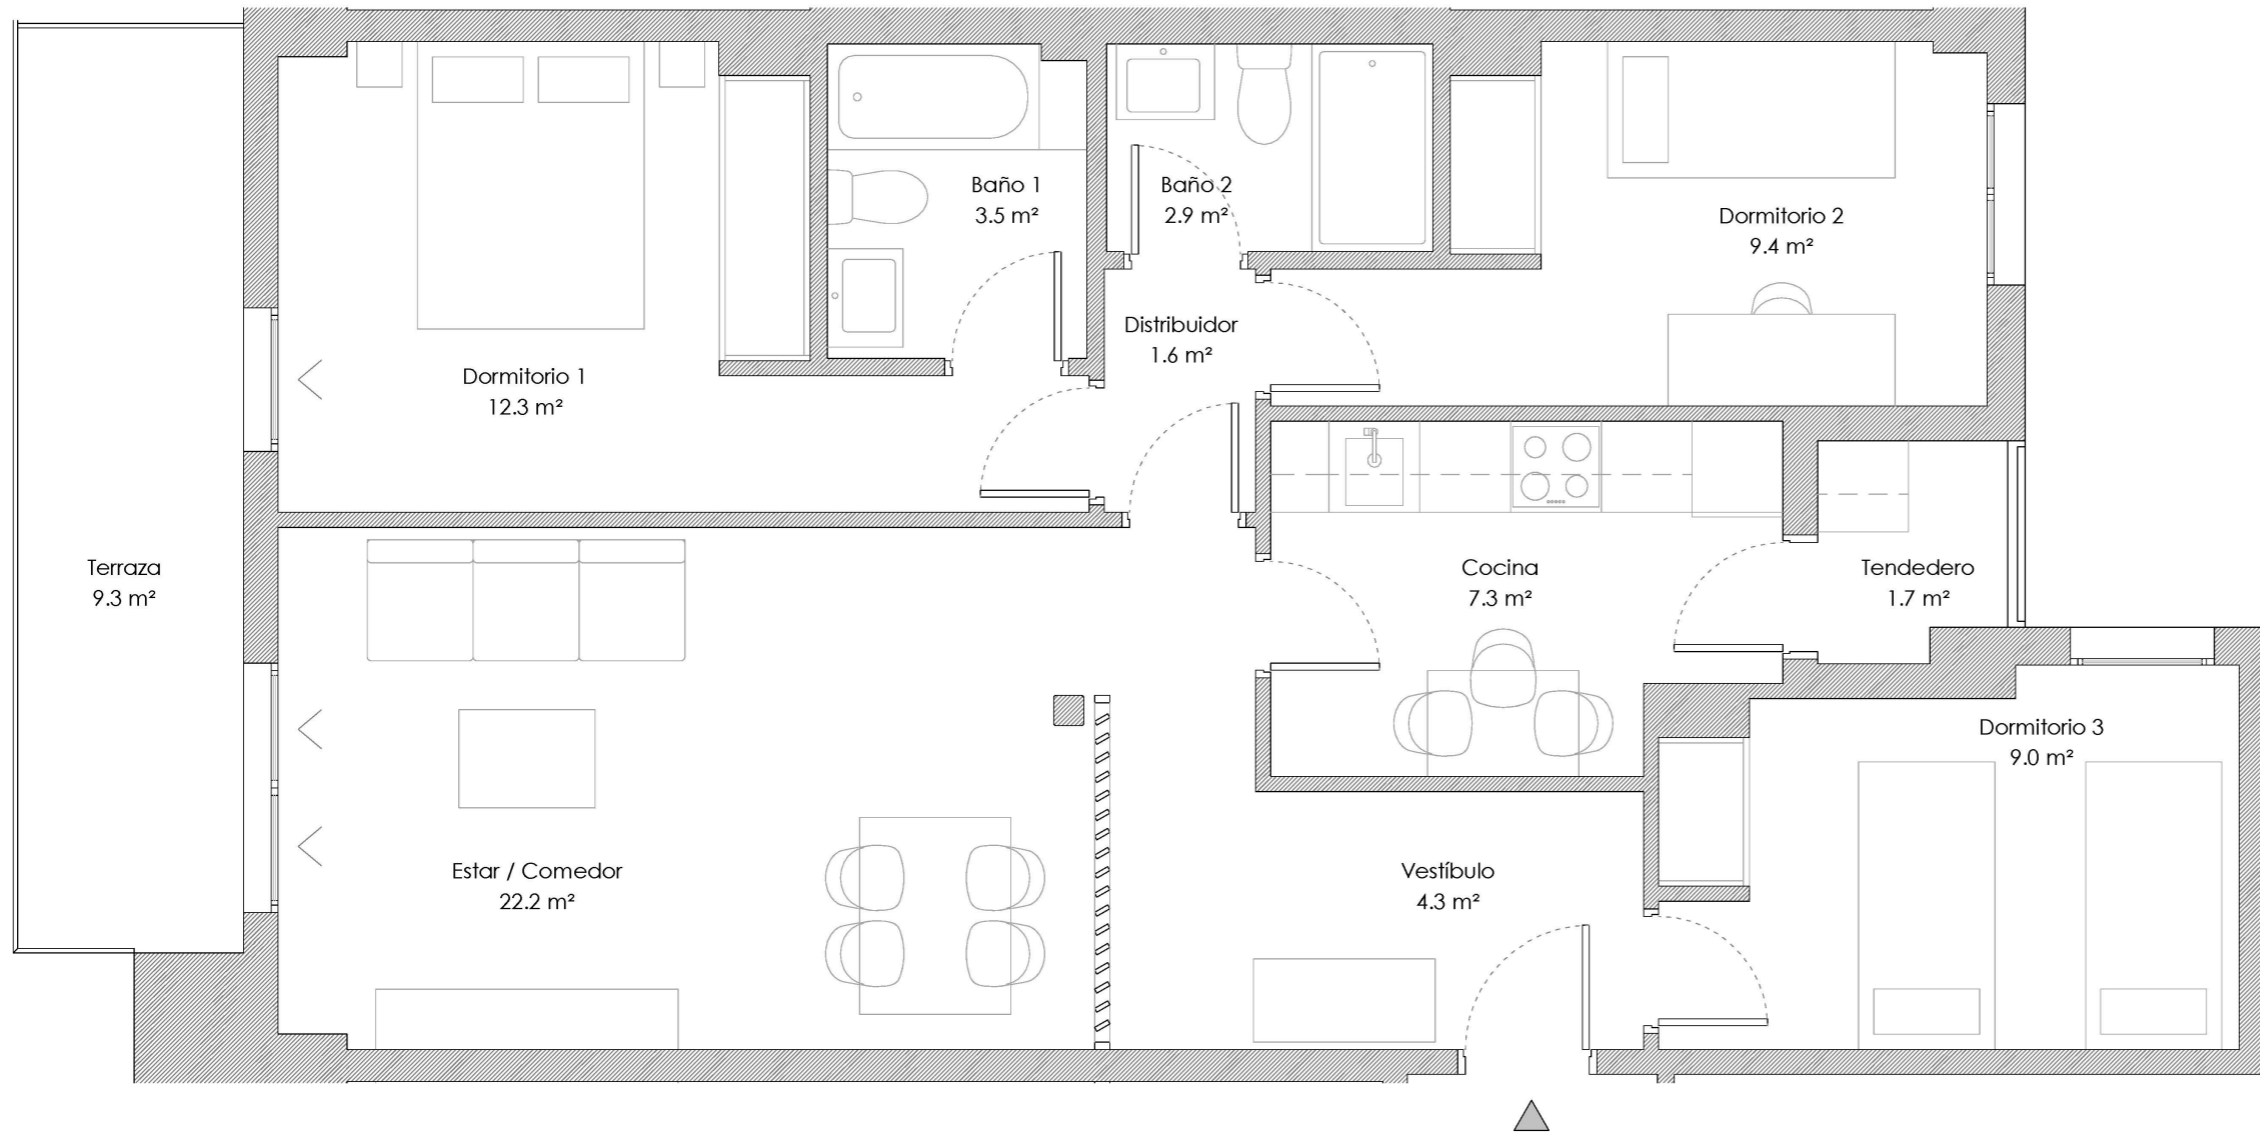 Baño 1
3.5 m²
Baño 2
2.9 m²
Dormitorio 2
9.4 m²
Distribuidor
1.6 m²
Dormitorio 1
12.3 m²
Terraza
9.3 m²
Cocina
7.3 m²
Tendedero
1.7 m²
Dormitorio 3
9.0 m²
Estar / Comedor
22.2 m²
Vestíbulo
4.3 m²